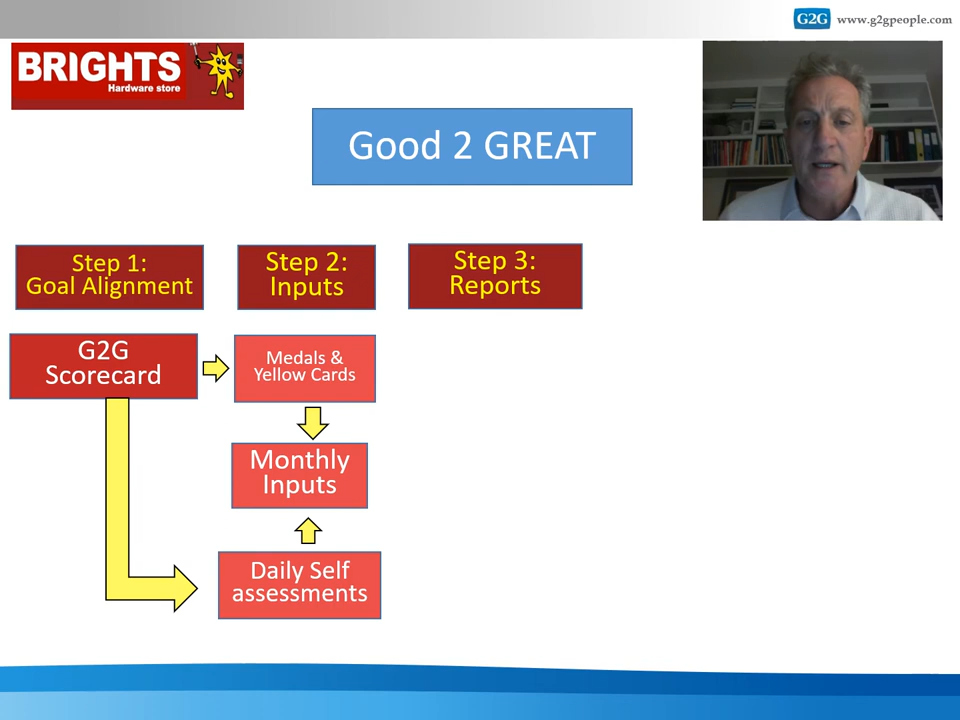 G2G www.g2gpeople.com
BRIGHTS
Hardware store
Good 2 GREAT
Step 1:
Goal Alignment
Step 2:
Inputs
Step 3:
Reports
G2G
Scorecard
Medals &
Yellow Cards
Monthly
Inputs
Daily Self
assessments